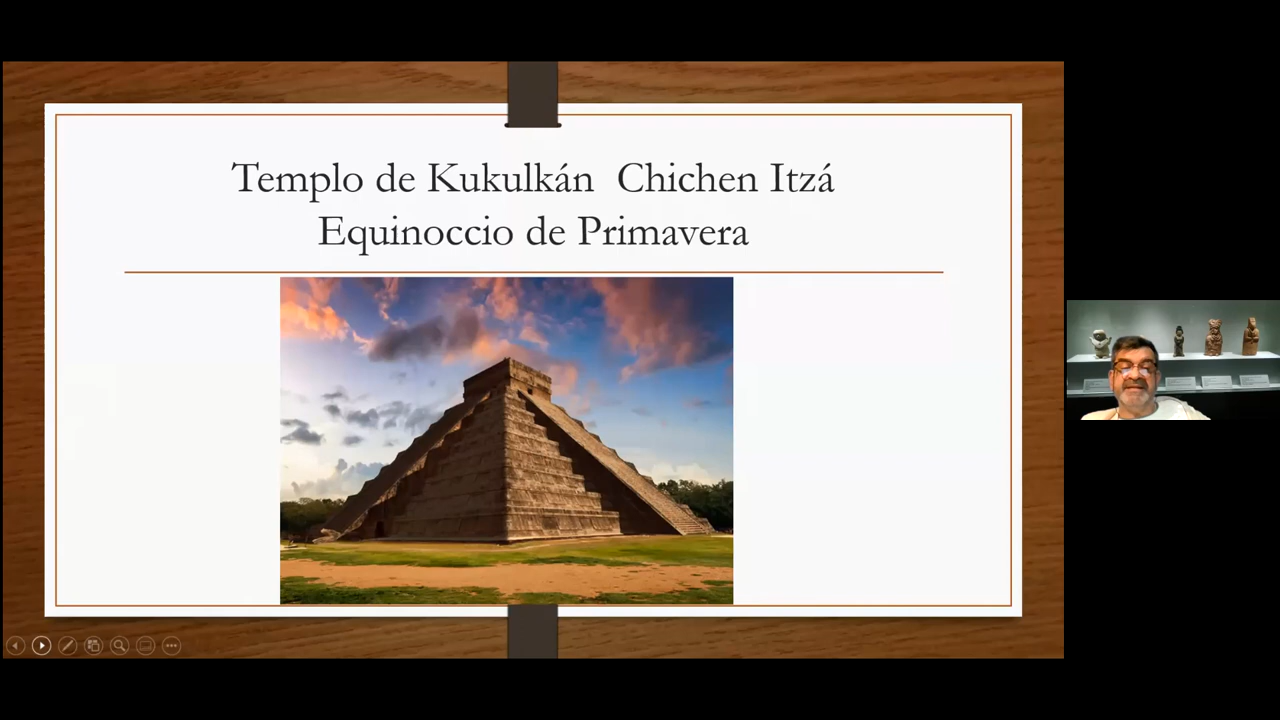 Templo de Kukulkán  Chichen Itzá
Equinoccio de Primavera